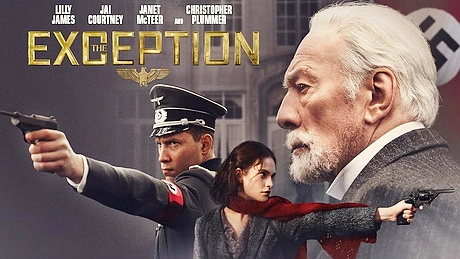 LILLY JAMES
JAI COURTNEY
JANET McTEER
AND
CHRISTOPHER PLUMMER
THE
EXCEPTION